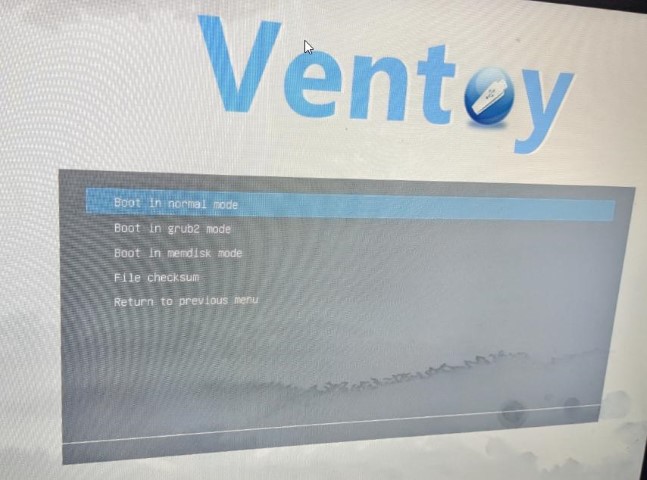 Ventoy
Boot in normal mode
Boot in grub2 mode
Boot in memdisk mode
File checksum
Return to previous menu